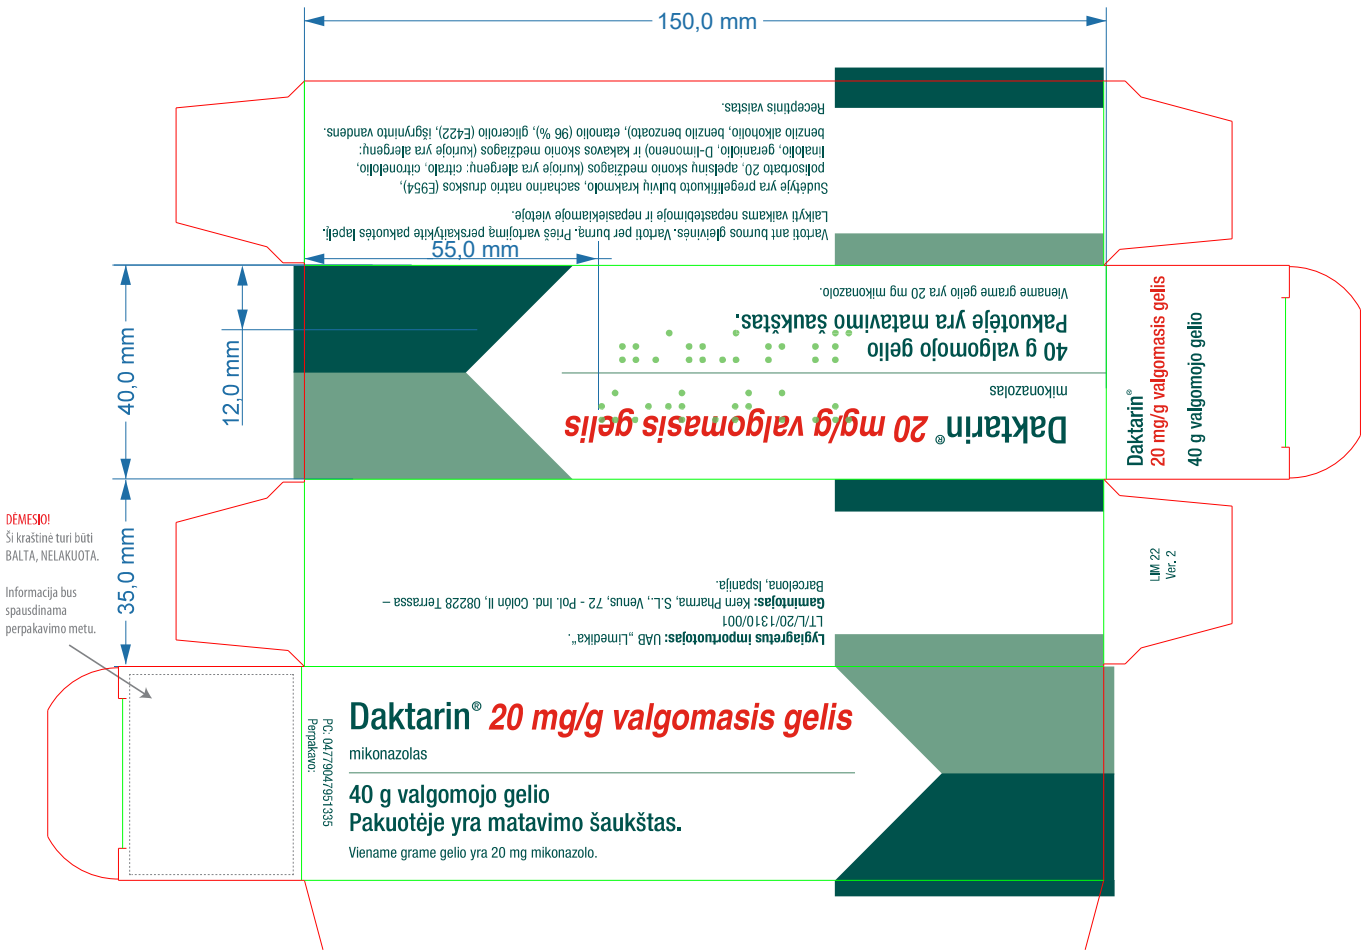 150,0 mm
Vartoti ant burnos gleivinės. Vartoti per burną. Prieš vartojimą perskaitykite pakuotės lapelį.
Laikyti vaikams nepastebimoje ir nepasiekiamoje vietoje.
Sudėtyje yra pregelifikuoto bulvių krakmolo, sacharino natrio druskos (E954),
polisorbato 20, apelsinų skonio medžiagos (kurioje yra alergenų: citralo, citronelolio,
linalolio, geraniolio, D-limoneno) ir kakavos skonio medžiagos (kurioje yra alergenų:
benzilo alkoholio, benzilo benzoato), etanolio (96 %), glicerolio (E422), išgryninto vandens.
Receptinis vaistas.
55,0 mm
40,0 mm
12,0 mm
35,0 mm
Daktarin® 20 mg/g valgomasis gelis
mikonazolas
40 g valgomojo gelio
Pakuotėje yra matavimo šaukštas.
Viename grame gelio yra 20 mg mikonazolo.
Daktarin®
20 mg/g valgomasis gelis
40 g valgomojo gelio
DĖMESIO!
Ši kraštinė turi būti
BALTA, NELAKUOTA.
Informacija bus
spausdinama
perpakavimo metu.
Lygiagretus importuotojas: UAB „Limedika“.
LT/L/20/1310/001
Gamintojas: Kern Pharma, S.L., Venus, 72 - Pol. Ind. Colón II, 08228 Terrassa –
Barcelona, Ispanija.
LIM 22
Ver. 2
PC: 04779047951335
Perpakavo:
Daktarin® 20 mg/g valgomasis gelis
mikonazolas
40 g valgomojo gelio
Pakuotėje yra matavimo šaukštas.
Viename grame gelio yra 20 mg mikonazolo.